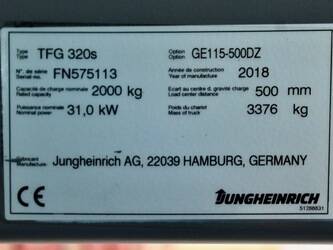 Type
Type TFG 320s Option
Option GE115-500DZ
N° de série
Serial no. FN575113 Année de construction
Year of manufacture 2018
Capacité de charge nominale
Rated capacity 2000 kg Ecart au centre d. gravité charge
Load center distance 500 mm
Puissance nominale
Nominal power 31,0 kW Poids du chariot
Mass of truck 3376 kg
Fabricant
Manufacturer Jungheinrich AG, 22039 HAMBURG, GERMANY
CE JUNGHEINRICH
51286831